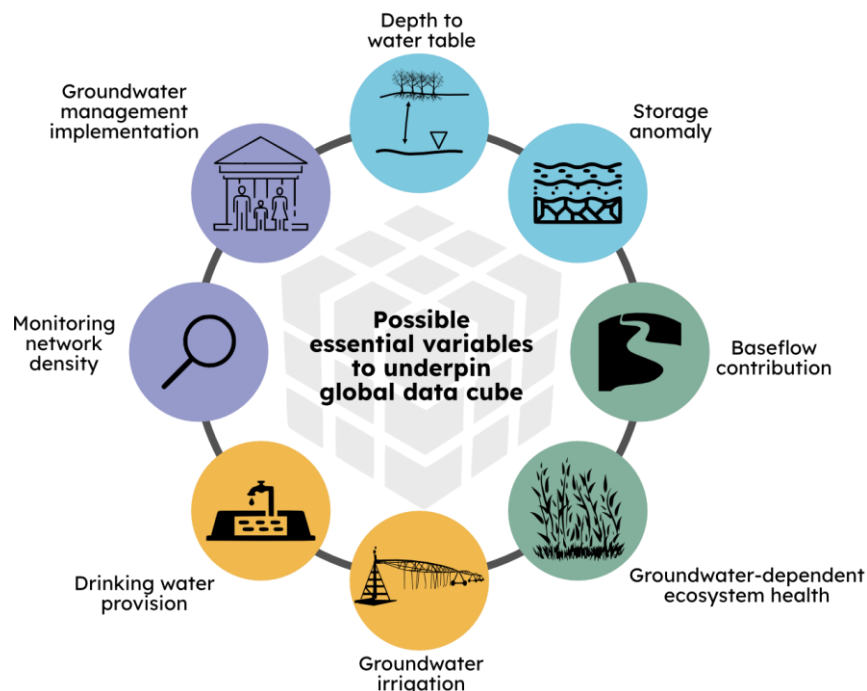 Depth to
water table
Groundwater
management
implementation
Storage
anomaly
Monitoring
network
density
Possible
essential variables
to underpin
global data cube
Baseflow
contribution
Drinking water
provision
Groundwater
irrigation
Groundwater-dependent
ecosystem health